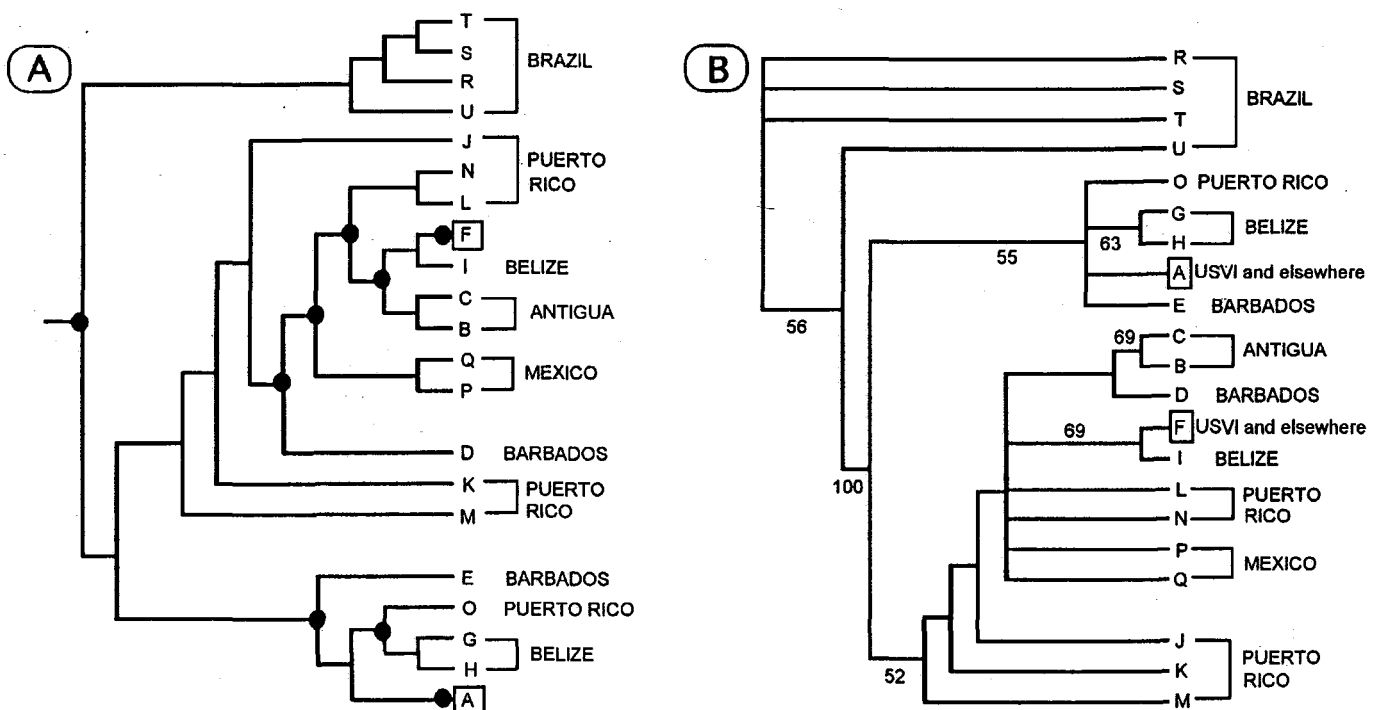 A
T
S
BRAZIL
R
U
J
PUERTO
N
RICO
L
F
I BELIZE
C
ANTIGUA
B
Q
MEXICO
P
D BARBADOS
K
PUERTO
RICO
M
E BARBADOS
O PUERTO RICO
G
BELIZE
H
A
B
R
S
BRAZIL
T
U
O PUERTO RICO
G
BELIZE
63
H
55
A USVI and elsewhere
E BARBADOS
56
69
C
ANTIGUA
B
D BARBADOS
69
F USVI and elsewhere
I BELIZE
100
L
PUERTO
RICO
N
P
MEXICO
Q
J
PUERTO
RICO
K
52
M